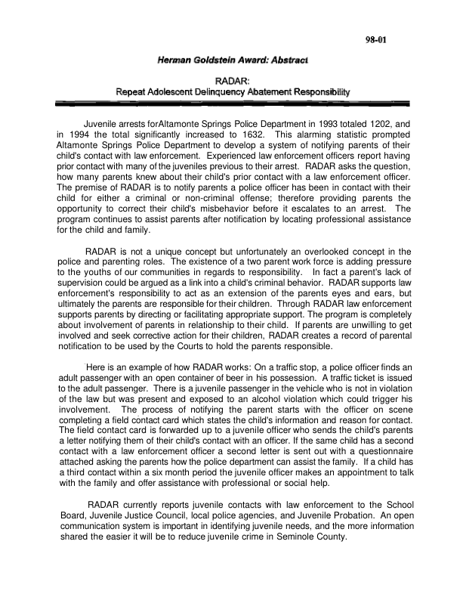 98-01
Herman Goldstein Award: Abstract
RADAR:
Repeat Adolescent Delinquency Abatement Responsibility
Juvenile arrests forAltamonte Springs Police Department in 1993 totaled 1202, and
in 1994 the total significantly increased to 1632. This alarming statistic prompted
Altamonte Springs Police Department to develop a system of notifying parents of their
child's contact with law enforcement. Experienced law enforcement officers report having
prior contact with many of the juveniles previous to their arrest. RADAR asks the question,
how many parents knew about their child's prior contact with a law enforcement officer.
The premise of RADAR is to notify parents a police officer has been in contact with their
child for either a criminal or non-criminal offense; therefore providing parents the
opportunity to correct their child's misbehavior before it escalates to an arrest. The
program continues to assist parents after notification by locating professional assistance
for the child and family.
RADAR is not a unique concept but unfortunately an overlooked concept in the
police and parenting roles. The existence of a two parent work force is adding pressure
to the youths of our communities in regards to responsibility. In fact a parent's lack of
supervision could be argued as a link into a child's criminal behavior. RADAR supports law
enforcement's responsibility to act as an extension of the parents eyes and ears, but
ultimately the parents are responsible for their children. Through RADAR law enforcement
supports parents by directing or facilitating appropriate support. The program is completely
about involvement of parents in relationship to their child. If parents are unwilling to get
involved and seek corrective action for their children, RADAR creates a record of parental
notification to be used by the Courts to hold the parents responsible.
Here is an example of how RADAR works: On a traffic stop, a police officer finds an
adult passenger with an open container of beer in his possession. A traffic ticket is issued
to the adult passenger. There is a juvenile passenger in the vehicle who is not in violation
of the law but was present and exposed to an alcohol violation which could trigger his
involvement. The process of notifying the parent starts with the officer on scene
completing a field contact card which states the child's information and reason for contact.
The field contact card is forwarded up to a juvenile officer who sends the child's parents
a letter notifying them of their child's contact with an officer. If the same child has a second
contact with a law enforcement officer a second letter is sent out with a questionnaire
attached asking the parents how the police department can assist the family. If a child has
a third contact within a six month period the juvenile officer makes an appointment to talk
with the family and offer assistance with professional or social help.
RADAR currently reports juvenile contacts with law enforcement to the School
Board, Juvenile Justice Council, local police agencies, and Juvenile Probation. An open
communication system is important in identifying juvenile needs, and the more information
shared the easier it will be to reduce juvenile crime in Seminole County.